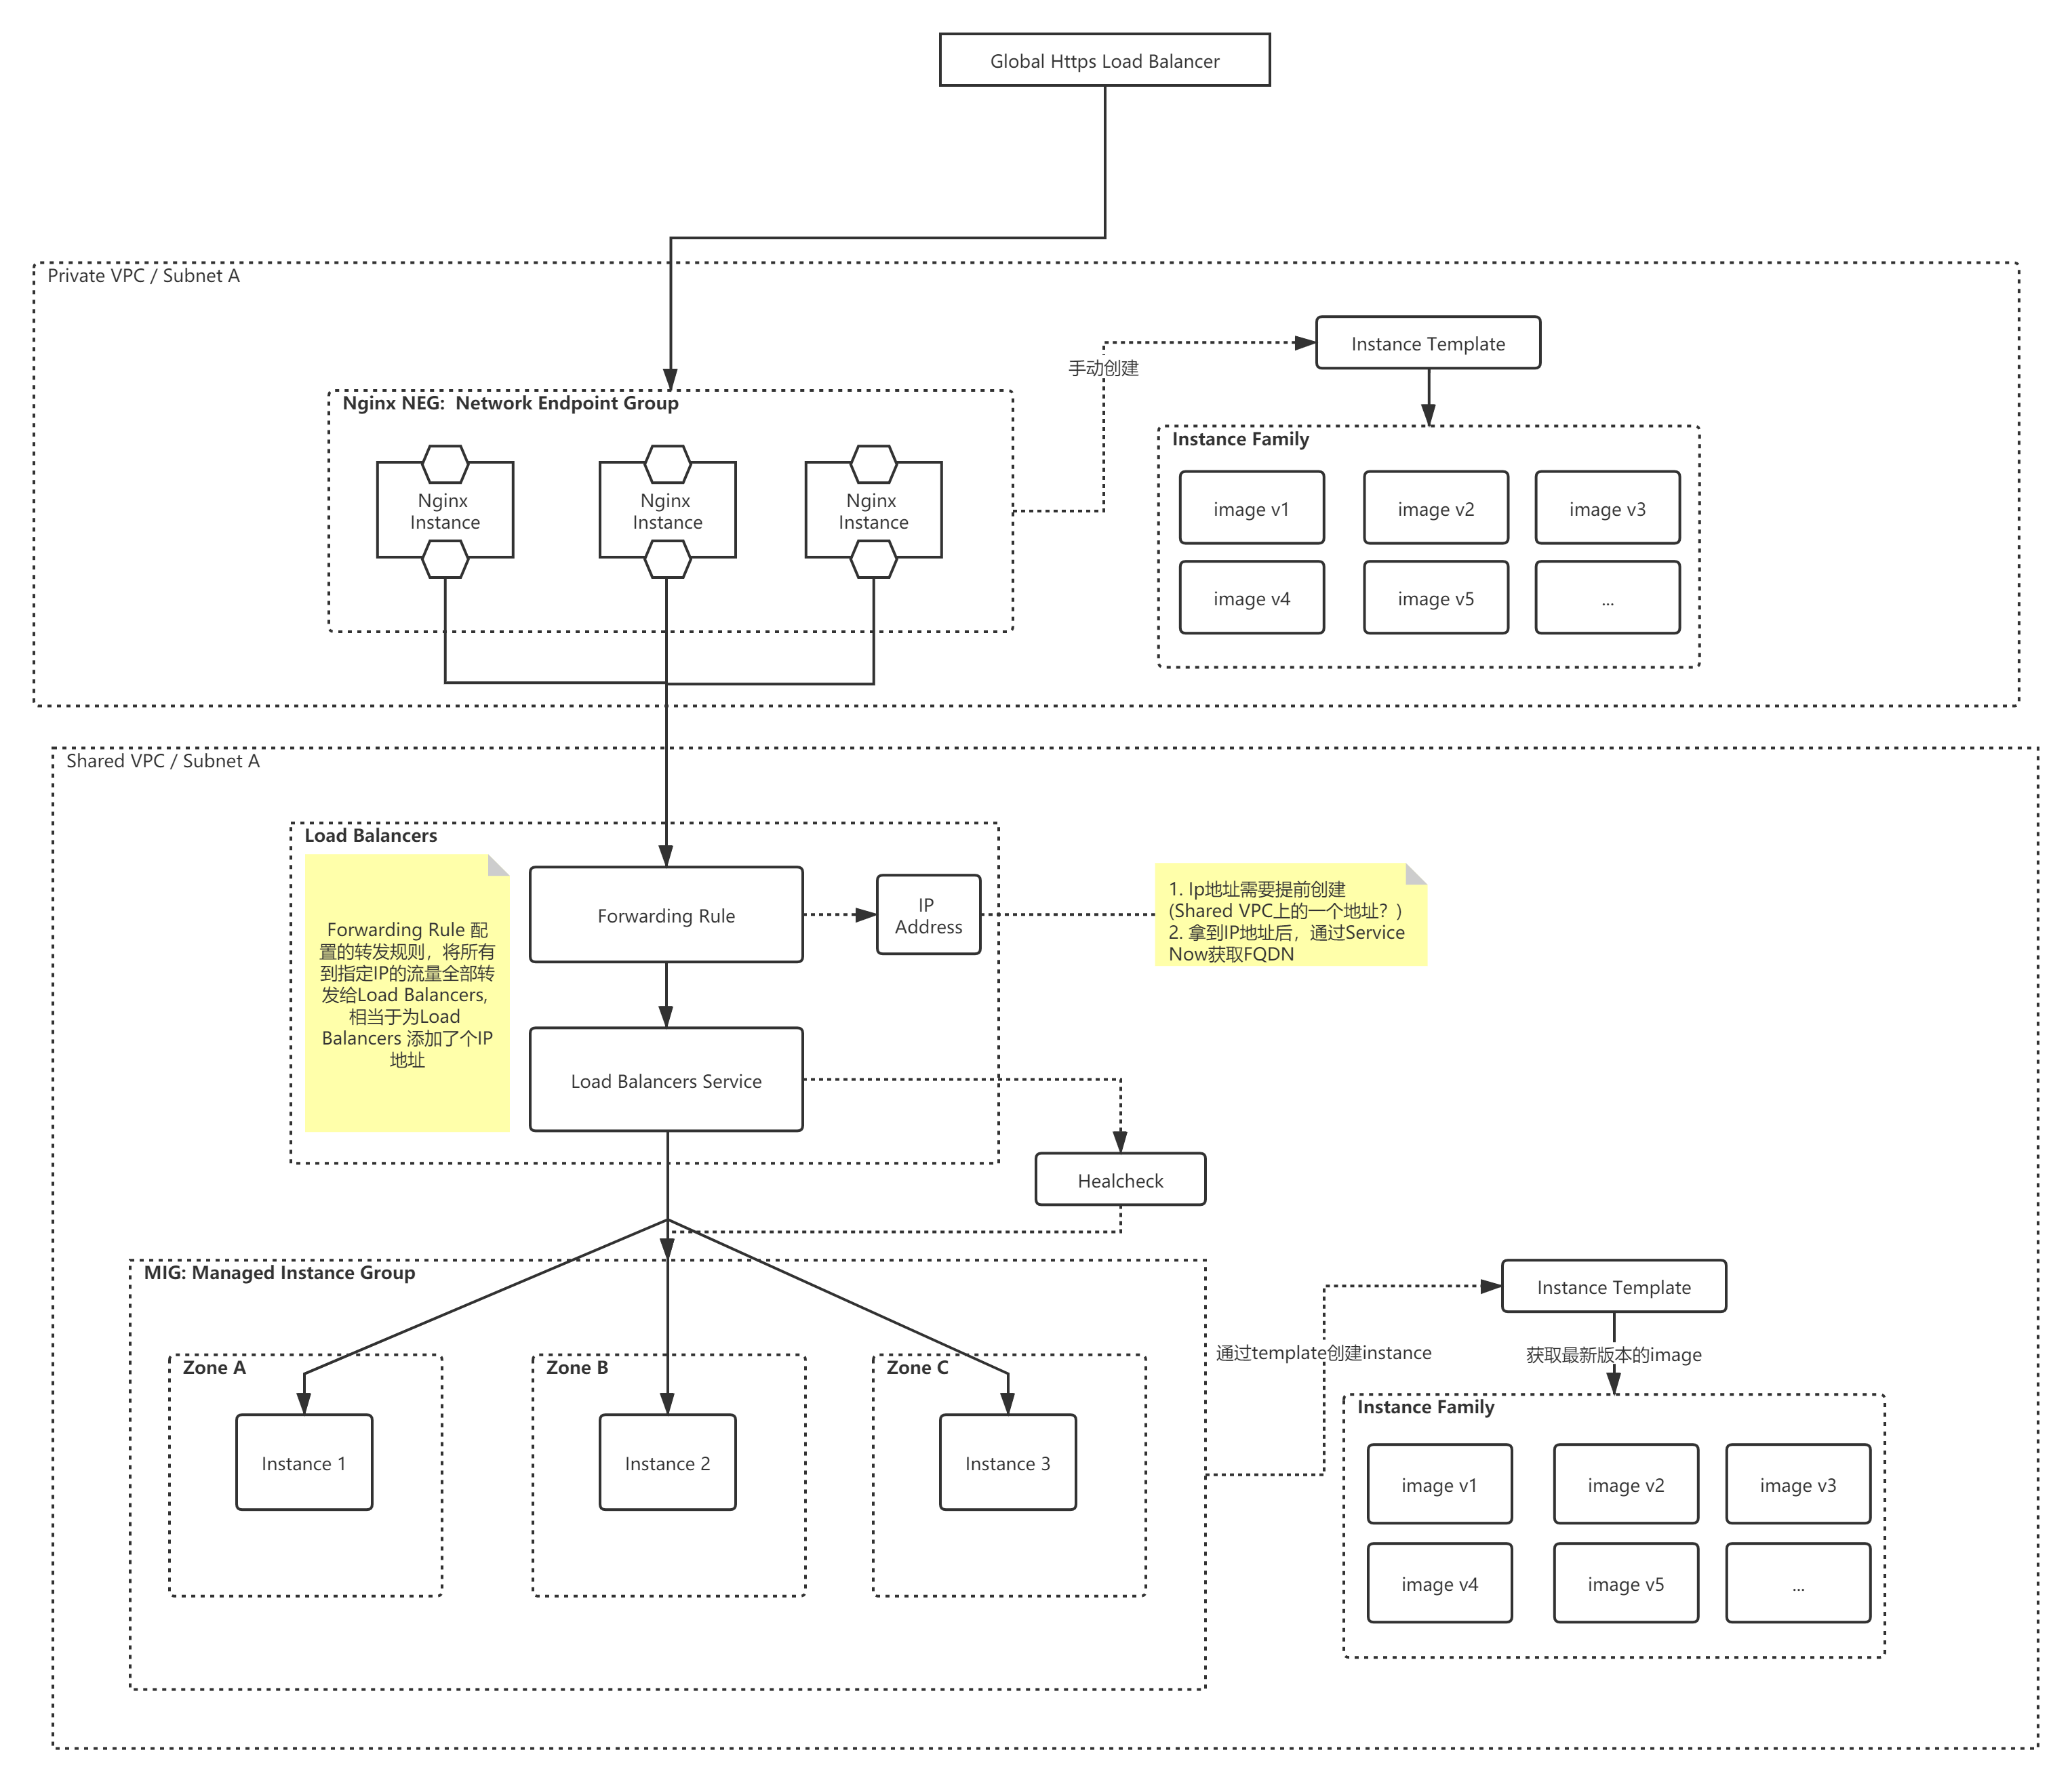 Global Https Load Balancer
Private VPC / Subnet A
Instance Template
手动创建
Nginx NEG:  Network Endpoint Group
Nginx
Instance
Nginx
Instance
Nginx
Instance
Instance Family
image v1
image v2
image v3
image v4
image v5
...
Shared VPC / Subnet A
Load Balancers
Forwarding Rule 配
置的转发规则，将所有
到指定IP的流量全部转
发给Load Balancers,
相当于为Load
Balancers 添加了个IP
地址
Forwarding Rule
IP
Address
1. Ip地址需要提前创建
(Shared VPC上的一个地址？)
2. 拿到IP地址后，通过Service
Now获取FQDN
Load Balancers Service
Healcheck
MIG: Managed Instance Group
Zone A
Instance 1
Zone B
Instance 2
Zone C
Instance 3
通过template创建instance
Instance Template
获取最新版本的image
Instance Family
image v1
image v2
image v3
image v4
image v5
...